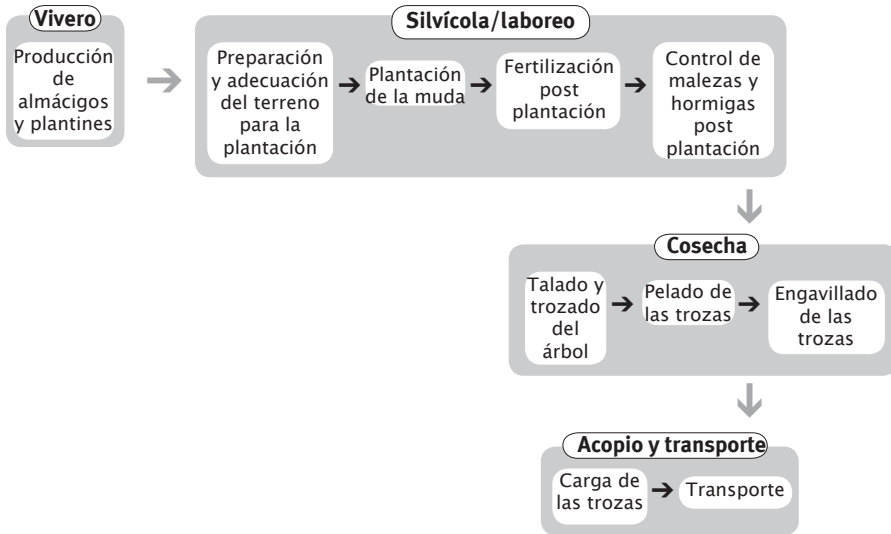 Vivero
Producción
de
almácigos
y plantines
Silvícola/laboreo
Preparación
y adecuación
del terreno
para la
plantación
Plantación
de la muda
Fertilización
post
plantación
Control de
malezas y
hormigas
post
plantación
Cosecha
Talado y
trozado
del
árbol
Pelado de
las trozas
Engavillado
de las
trozas
Acopio y transporte
Carga de
las trozas
Transporte